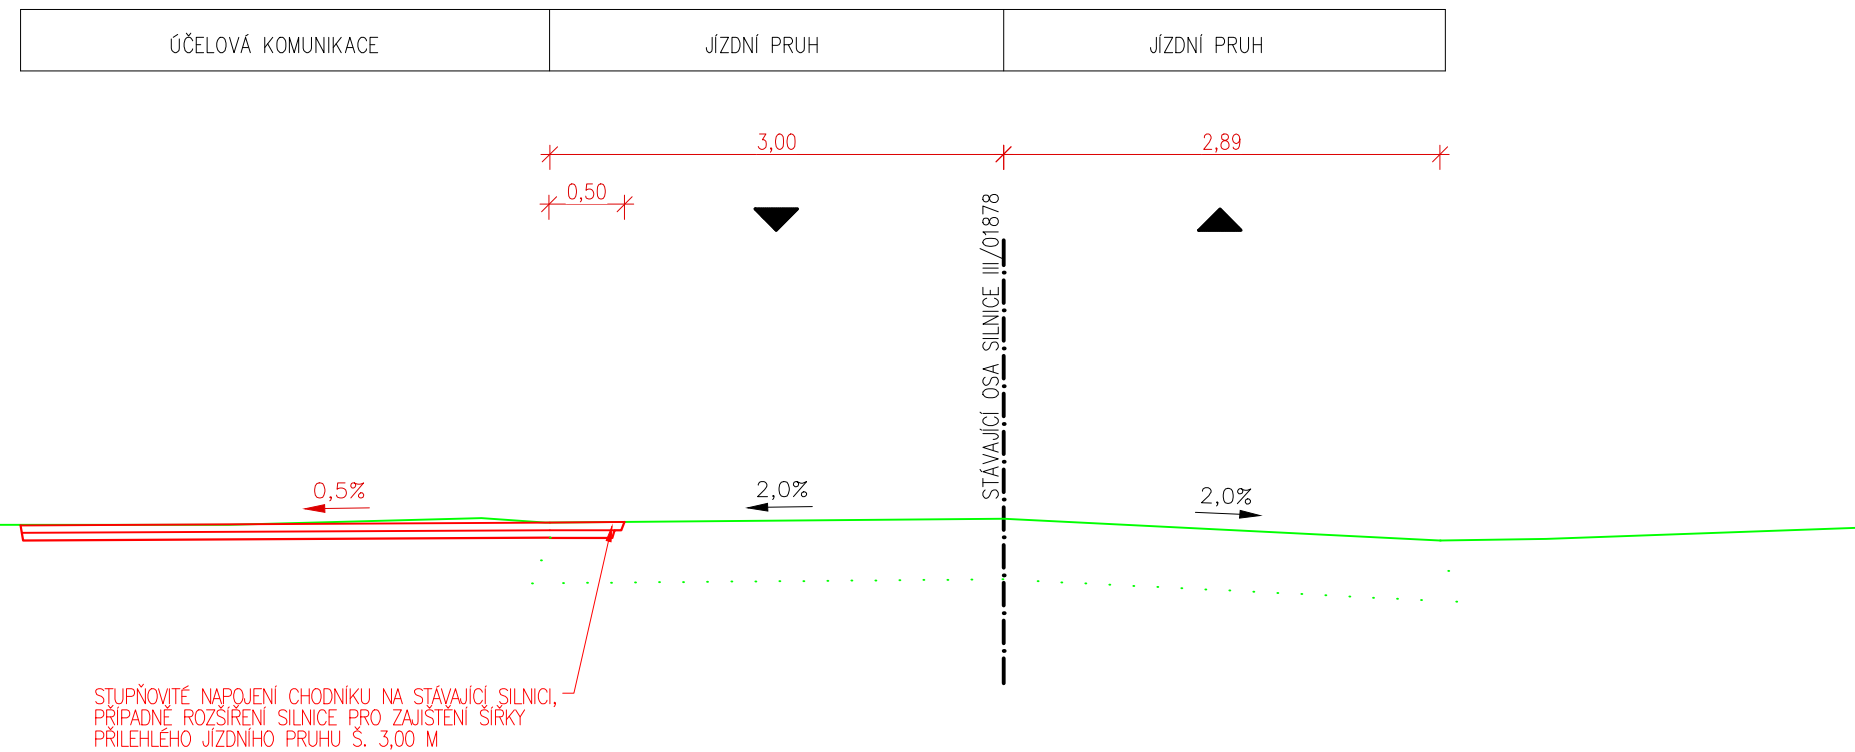 ÚČELOVÁ KOMUNIKACE
JÍZDNÍ PRUH
JÍZDNÍ PRUH
3,00
2,89
0,50
STÁVAJÍCÍ OSA SILNICE III/01878
0,5%
2,0%
2,0%
STUPŇOVITÉ NAPOJENÍ CHODNÍKU NA STÁVAJÍCÍ SILNICI,
PŘÍPADNĚ ROZŠÍŘENÍ SILNICE PRO ZAJIŠTĚNÍ ŠÍŘKY
PŘILEHLÉHO JÍZDNÍHO PRUHU Š. 3,00 M